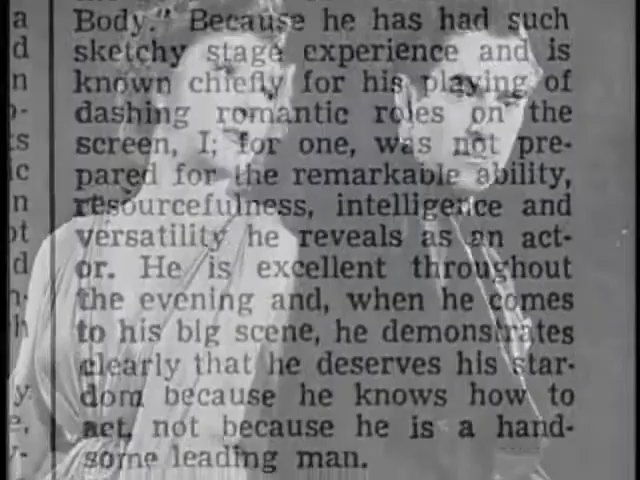 a Body." Because he has had such
d sketchy stage experience and is
n known chiefly for his playing of
dashing romantic roles on the
s screen, I, for one, was not pre-
ic pared for the remarkable ability,
n resourcefulness, intelligence and
t versatility he reveals as an act-
d or. He is excellent throughout
the evening and, when he comes
h to his big scene, he demonstrates
clearly that he deserves his star-
y. dom because he knows how to
e, act, not because he is a hand-
some leading man.